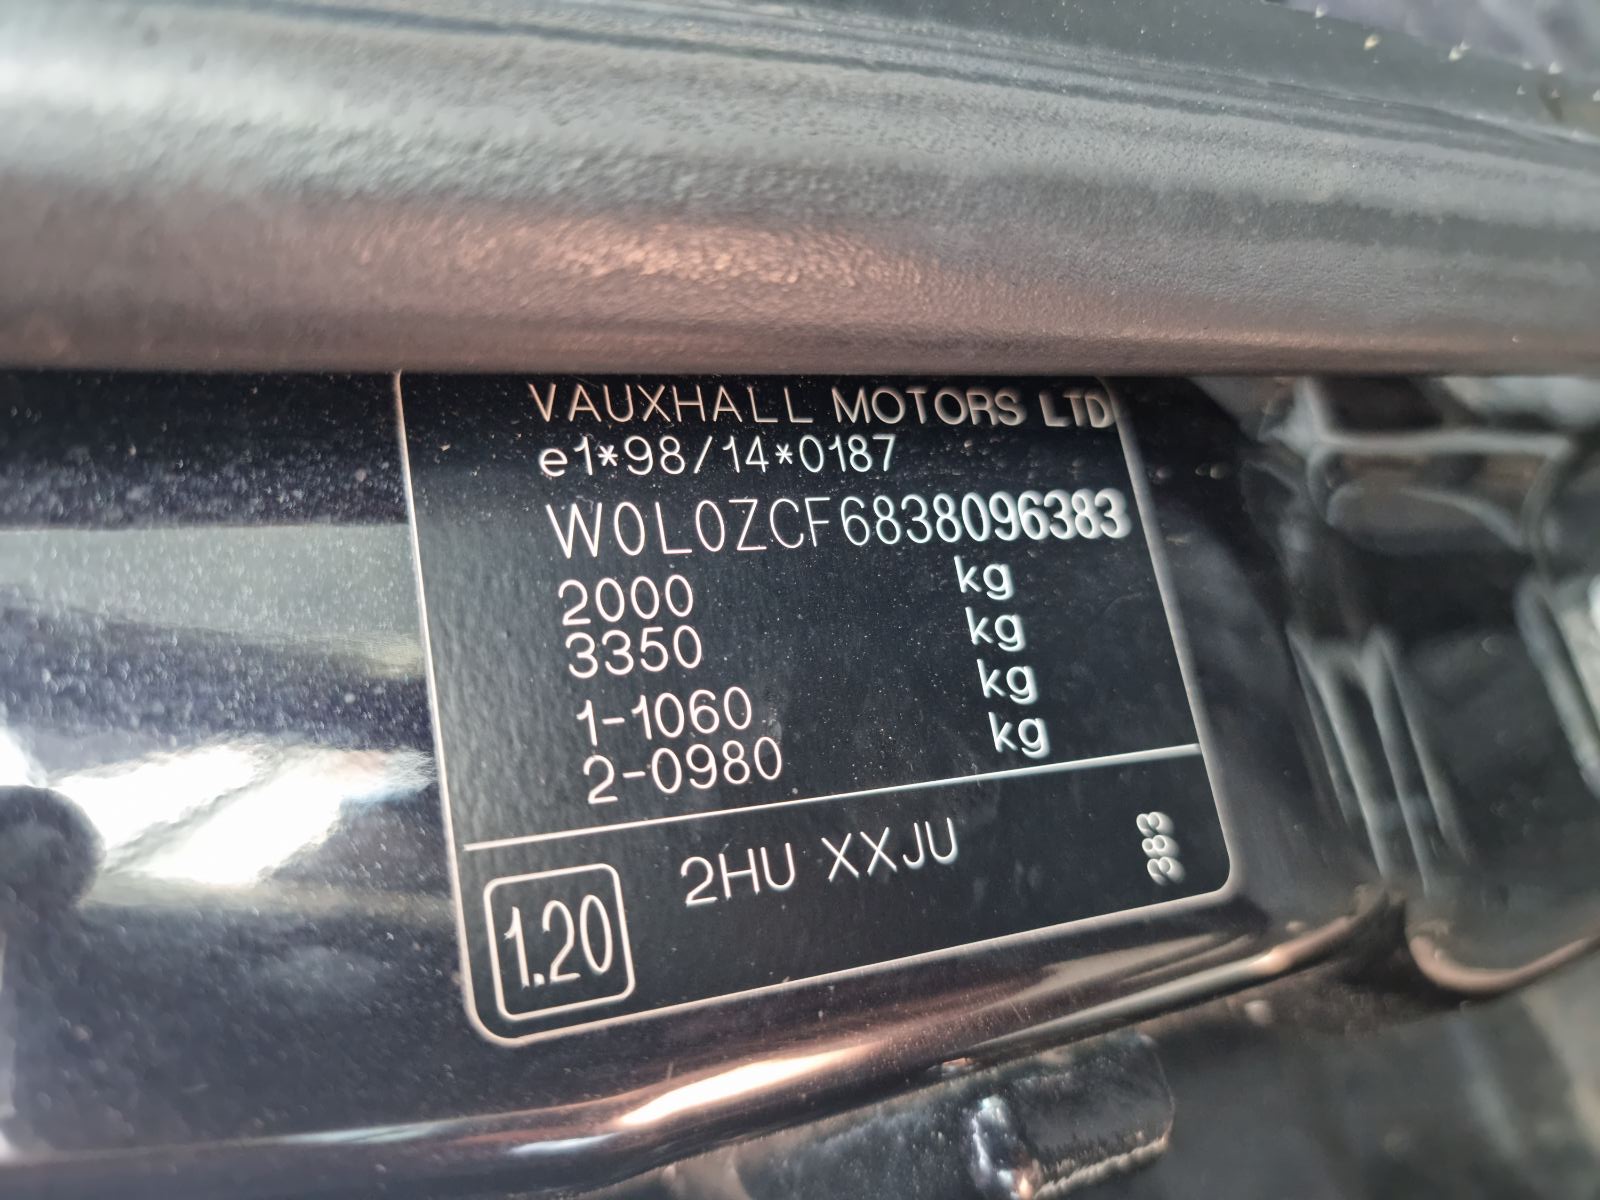 VAUXHALL MOTORS LTD
e1*98/14*0187
W0L0ZCF6838096383
2000 kg
3350 kg
1-1060 kg
2-0980 kg
1.20 2HU XXJU 383